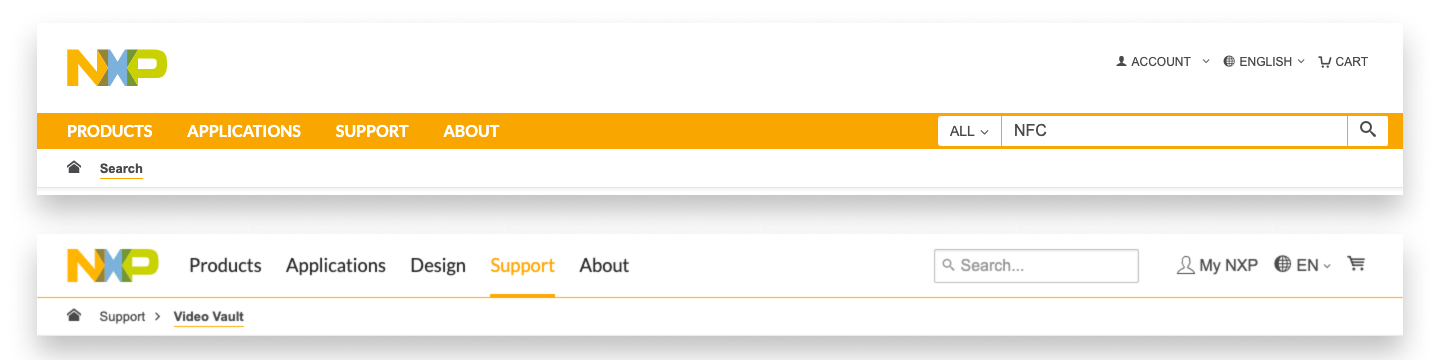 NXP
ACCOUNT ENGLISH CART
PRODUCTS APPLICATIONS SUPPORT ABOUT ALL NFC
Search
NXP Products Applications Design Support About Search... My NXP EN
Support > Video Vault